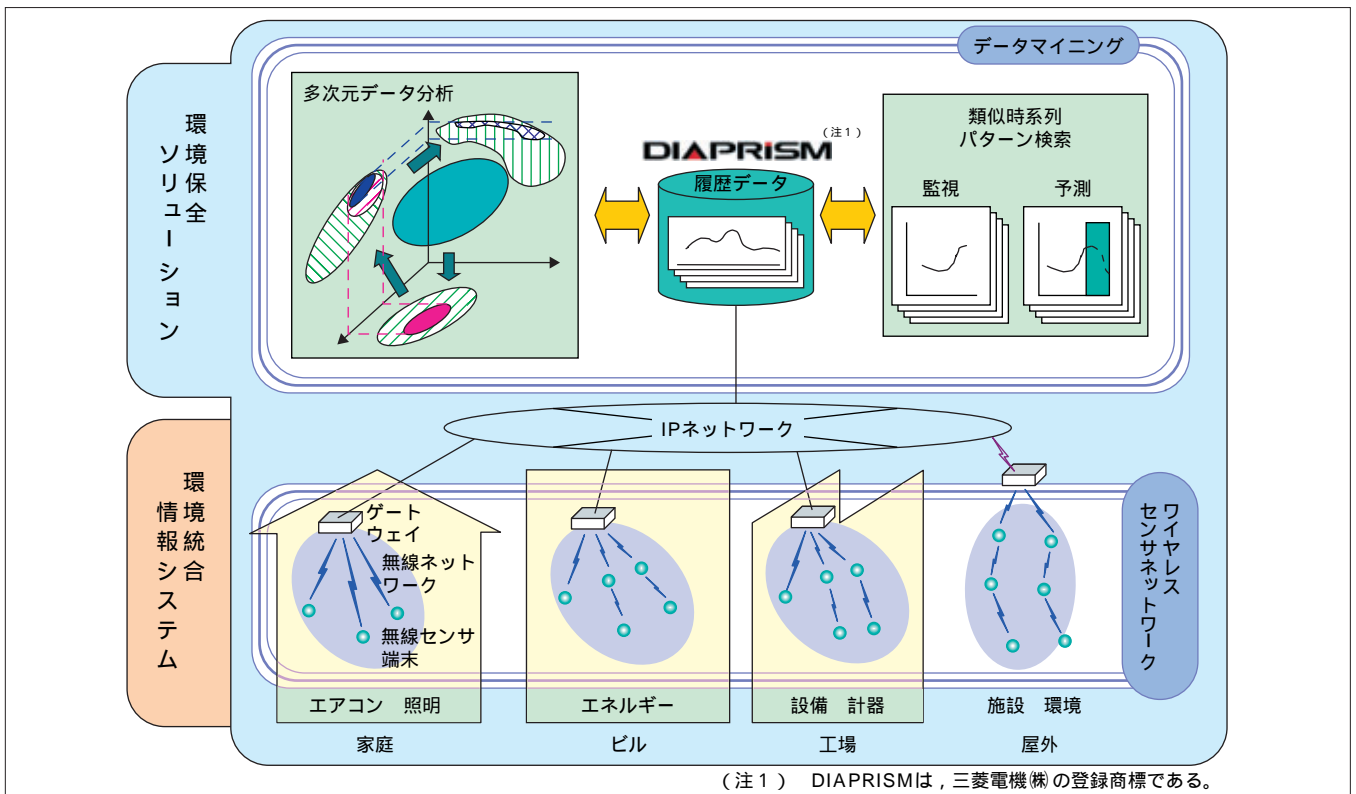 データマイニング
環境保全
ソリューション
多次元データ分析
DIAPRISM
(注1)
履歴データ
類似時系列
パターン検索
監視
予測
IPネットワーク
環境統合
情報システム
ゲート
ウェイ
無線ネット
ワーク
無線センサ
端末
ワイヤレス
センサネットワーク
エアコン 照明
エネルギー
設備 計器
施設 環境
家庭
ビル
工場
屋外
(注1) DIAPRISMは,三菱電機㈱の登録商標である。